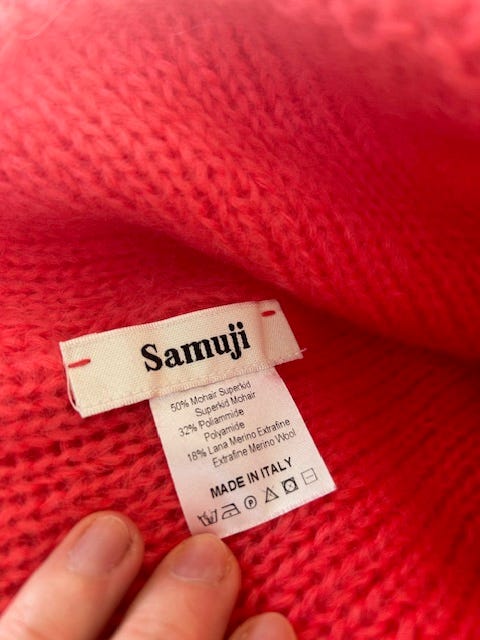 Samuji
50% Mohair Superkid
Superkid Mohair
32% Poliammide
Polyamide
18% Lana Merino Extrafine
Extrafine Merino Wool
MADE IN ITALY